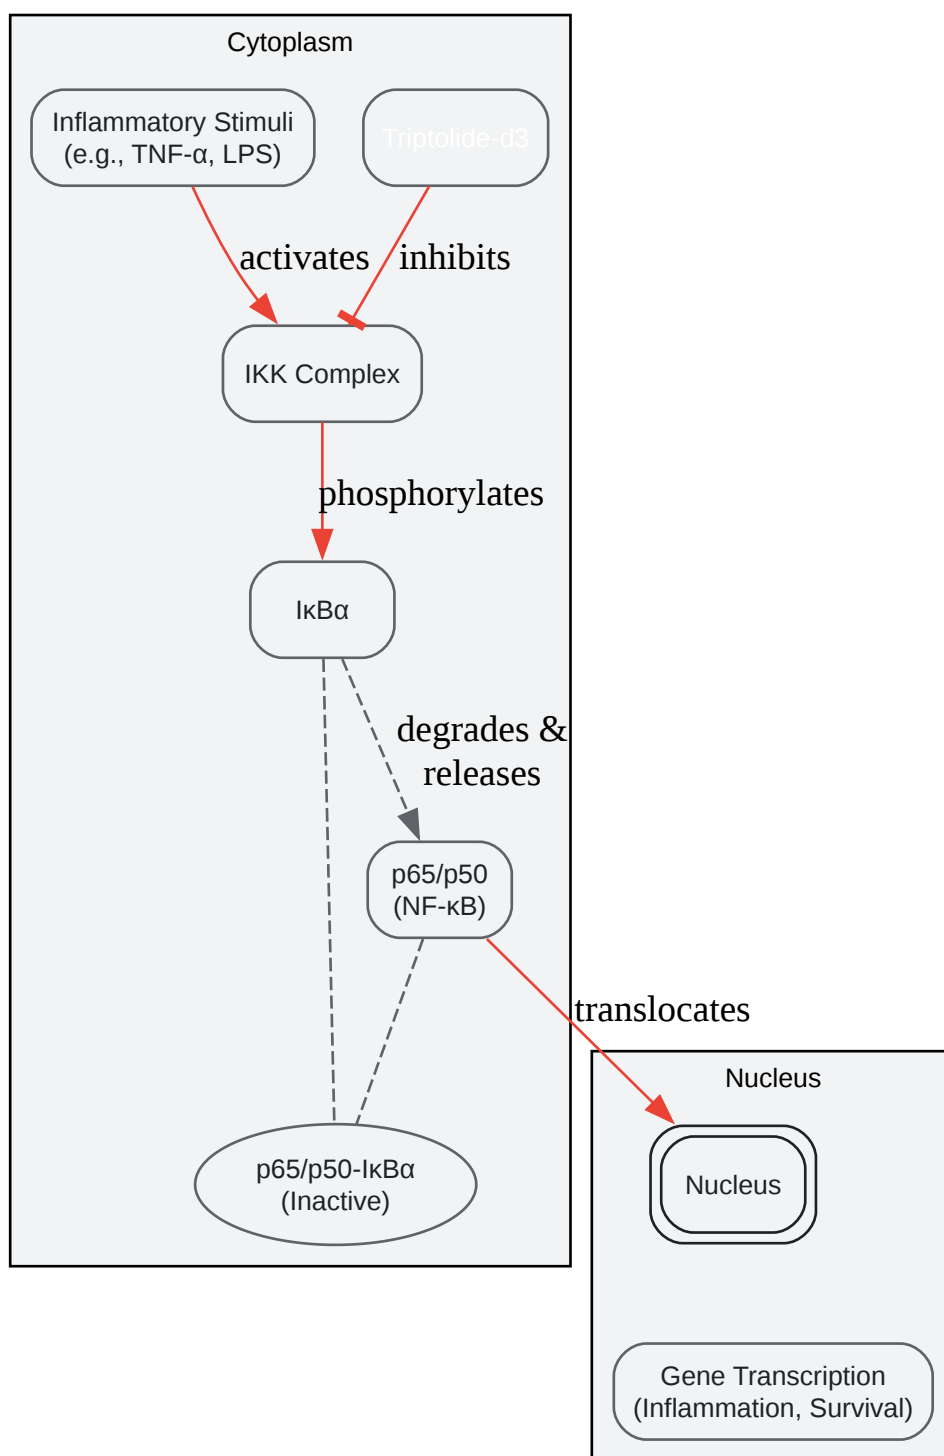 Cytoplasm
Inflammatory Stimuli
(e.g., TNF-α, LPS)
Triptolide-d3
activates
inhibits
IKK Complex
phosphorylates
IκBα
degrades &
releases
p65/p50
(NF-κB)
translocates
Nucleus
p65/p50-IκBα
(Inactive)
Nucleus
Gene Transcription
(Inflammation, Survival)